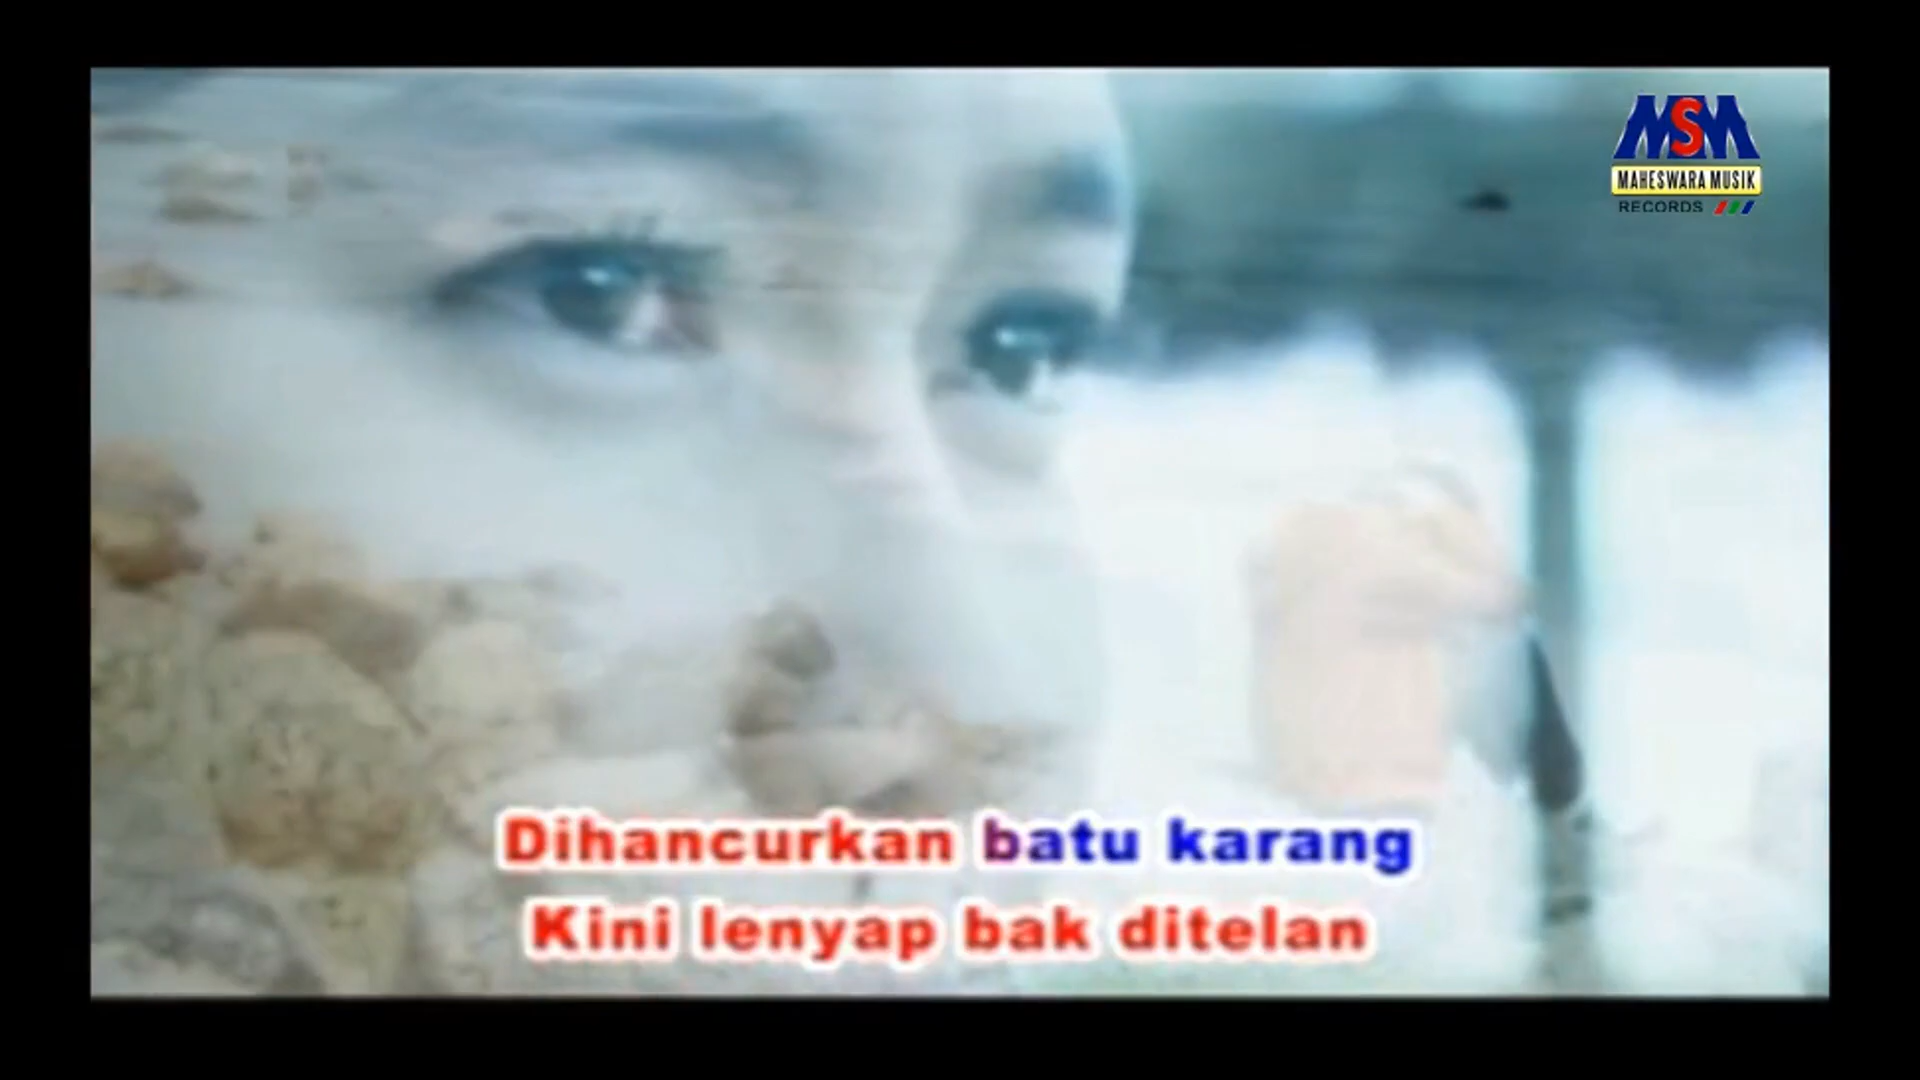 MSM
MAHESWARA MUSIK
RECORDS
Dihancurkan batu karang
Kini lenyap bak ditelan